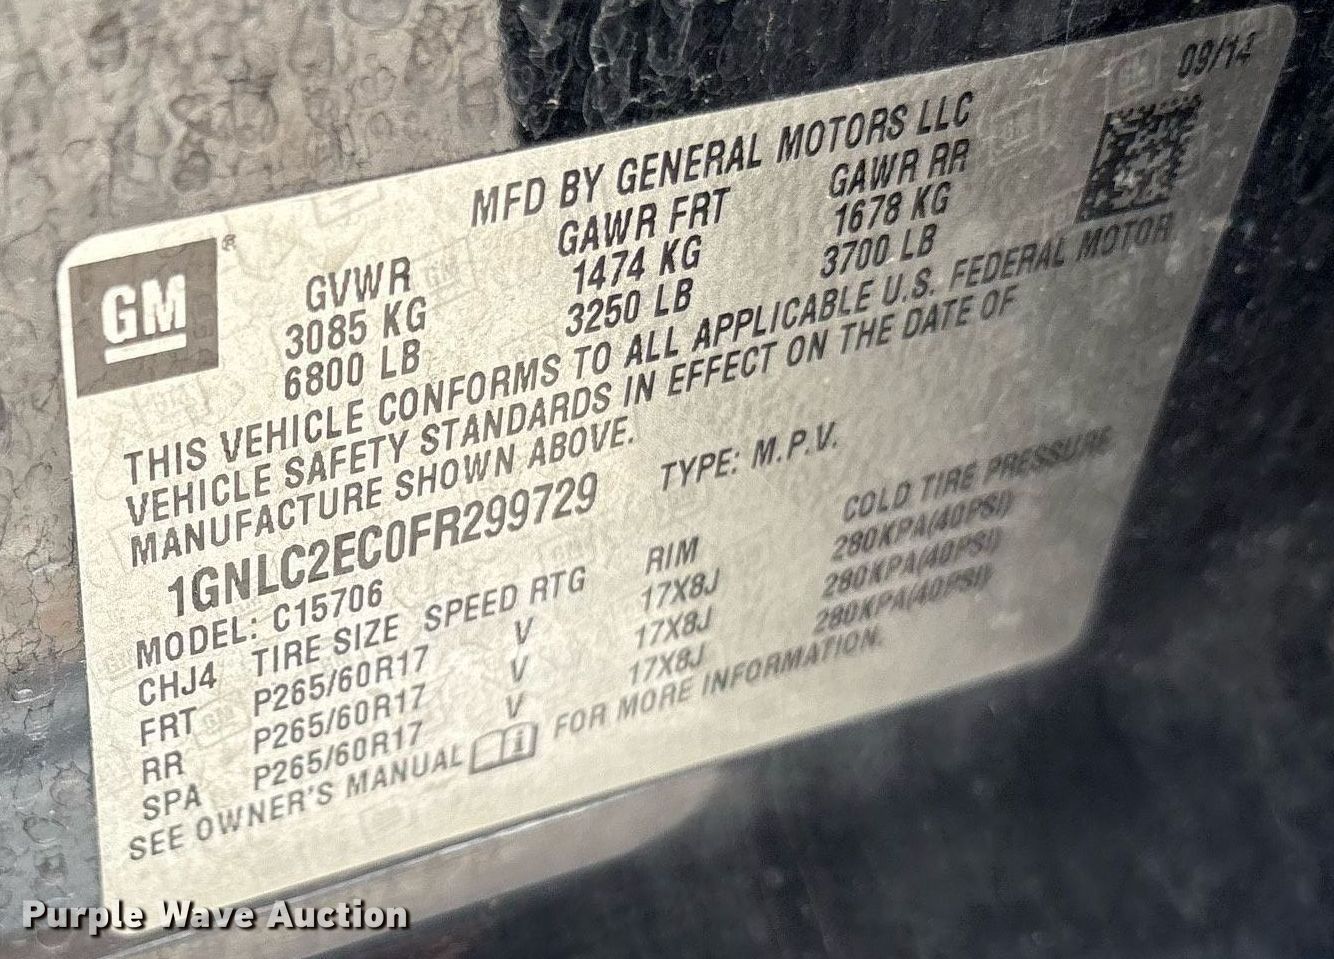 09/14
MFD BY GENERAL MOTORS LLC
GM®
GVWR GAWR FRT GAWR RR
3085 KG 1474 KG 1678 KG
6800 LB 3250 LB 3700 LB
THIS VEHICLE CONFORMS TO ALL APPLICABLE U.S. FEDERAL MOTOR
VEHICLE SAFETY STANDARDS IN EFFECT ON THE DATE OF
MANUFACTURE SHOWN ABOVE.
1GNLC2EC0FR299729 TYPE: M.P.V.
MODEL: C15706
CHJ4 TIRE SIZE SPEED RTG RIM COLD TIRE PRESSURE
FRT P265/60R17 V 17X8J 280KPA(40PSI)
RR P265/60R17 V 17X8J 280KPA(40PSI)
SPA P265/60R17 V 17X8J 280KPA(40PSI)
SEE OWNER'S MANUAL FOR MORE INFORMATION.
Purple Wave Auction